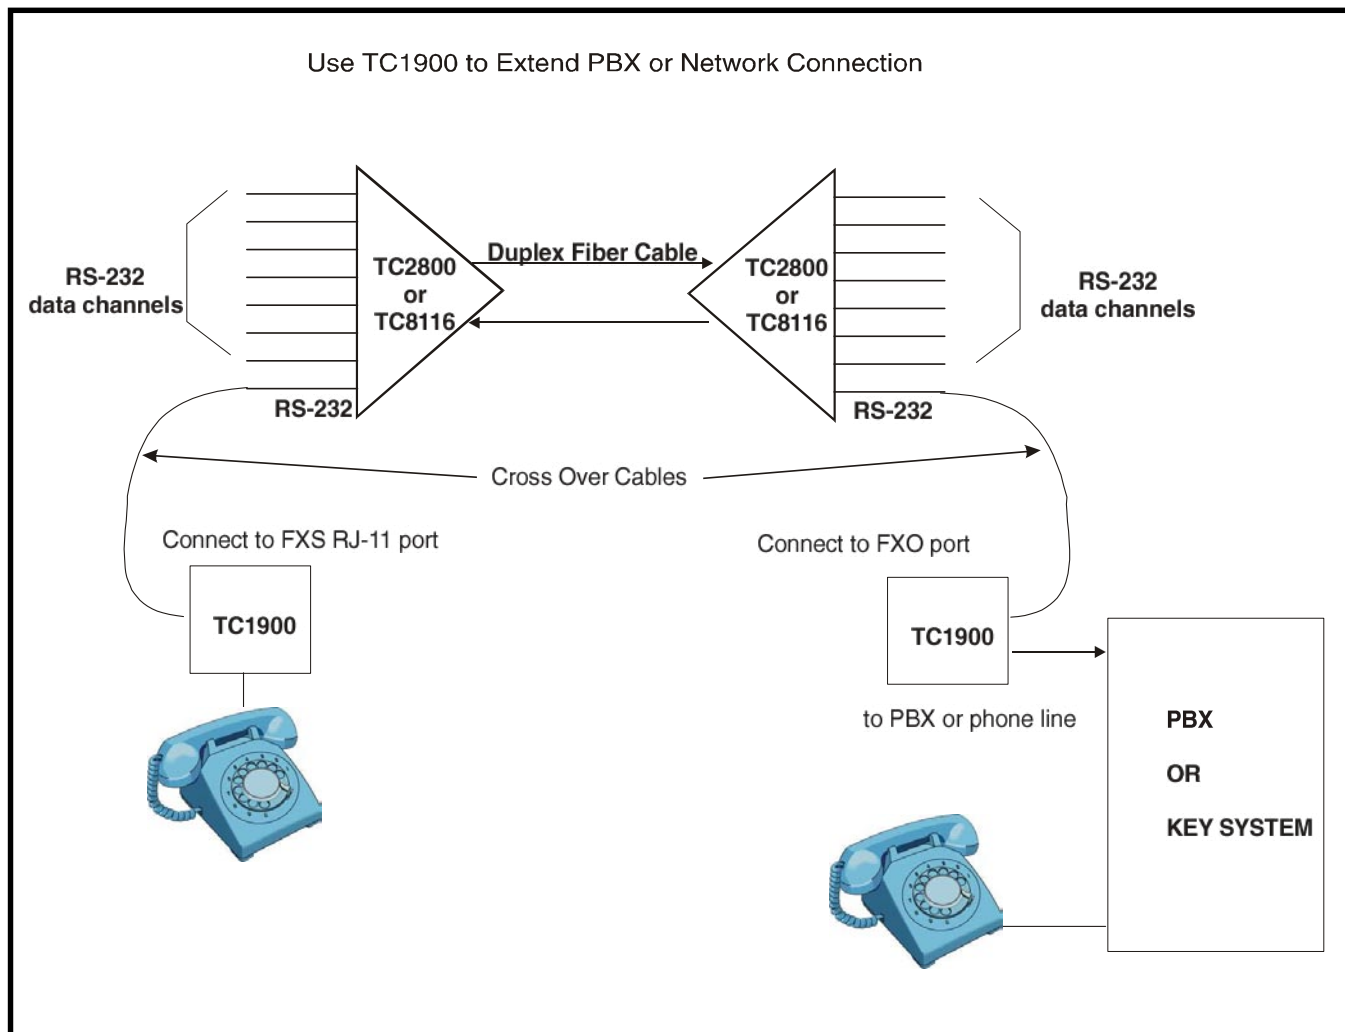 Use TC1900 to Extend PBX or Network Connection
RS-232
data channels
TC2800
or
TC8116
Duplex Fiber Cable
TC2800
or
TC8116
RS-232
data channels
RS-232
RS-232
Cross Over Cables
Connect to FXS RJ-11 port
Connect to FXO port
TC1900
TC1900
to PBX or phone line
PBX
OR
KEY SYSTEM